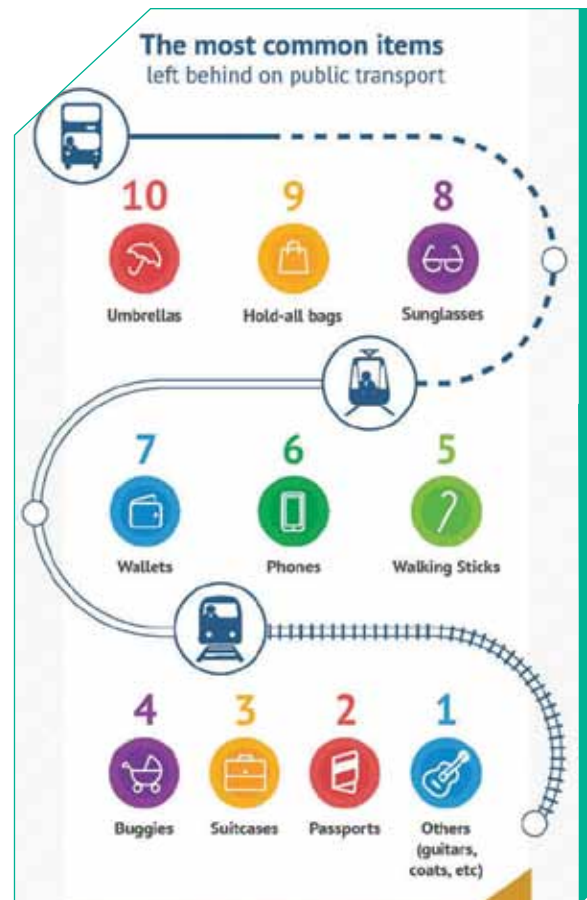 The most common items
left behind on public transport
10 9 8
Umbrellas Hold-all bags Sunglasses
7 6 5
Wallets Phones Walking Sticks
4 3 2 1
Buggies Suitcases Passports Others
(guitars,
coats, etc)